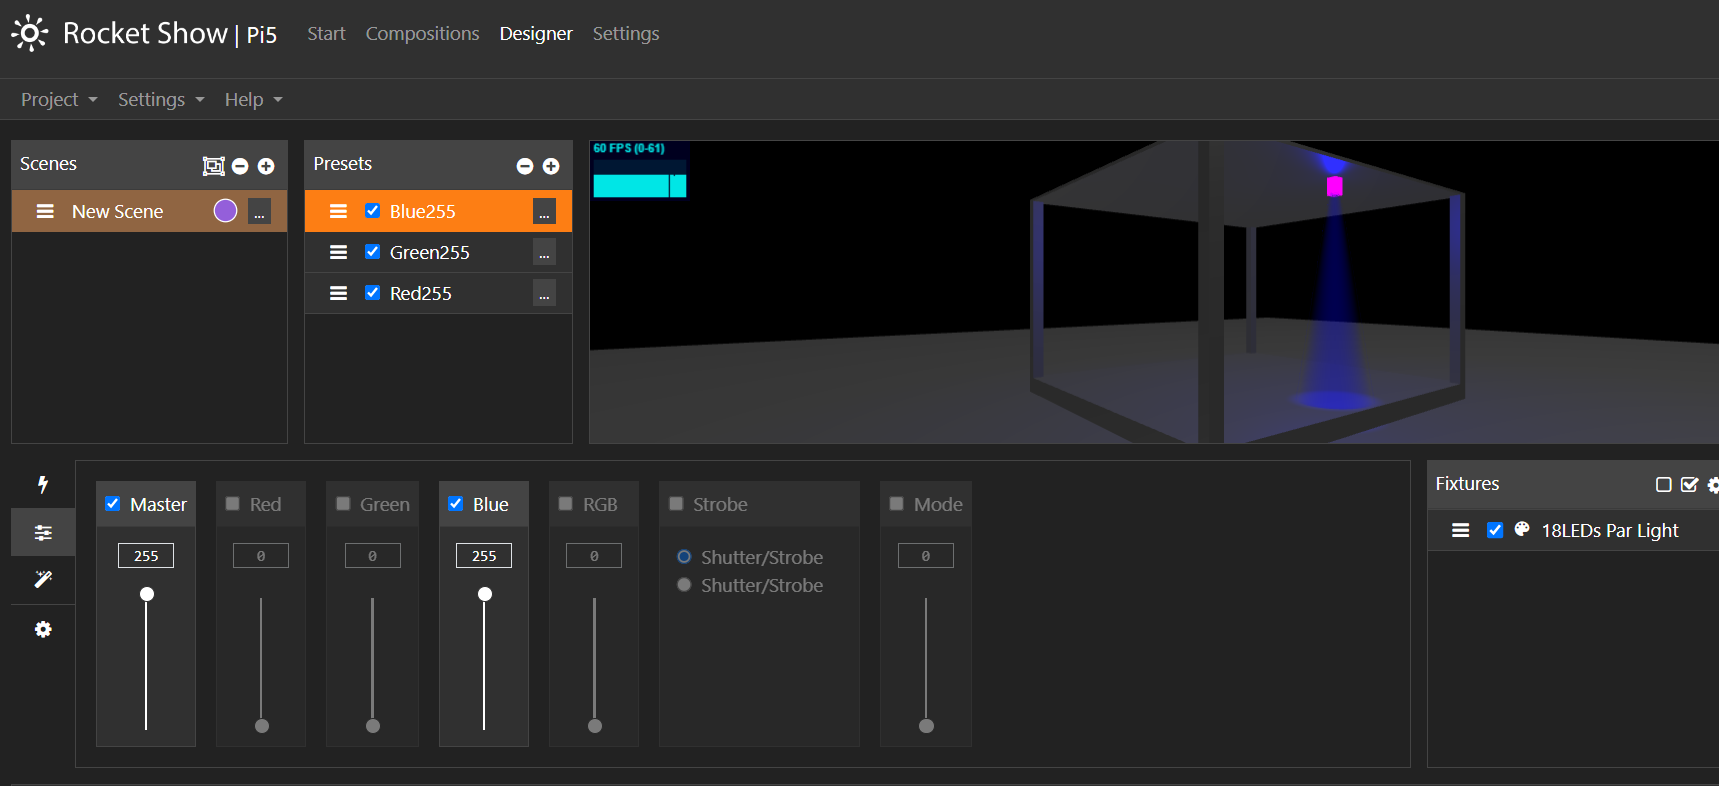 Rocket Show | Pi5 Start Compositions Designer Settings
Project Settings Help
Scenes
New Scene ...
Presets
Blue255 ...
Green255 ...
Red255 ...
60 FPS (0-61)
Master Red Green Blue RGB Strobe Mode
255 0 0 255 0 0
Shutter/Strobe
Shutter/Strobe
Fixtures
18LEDs Par Light